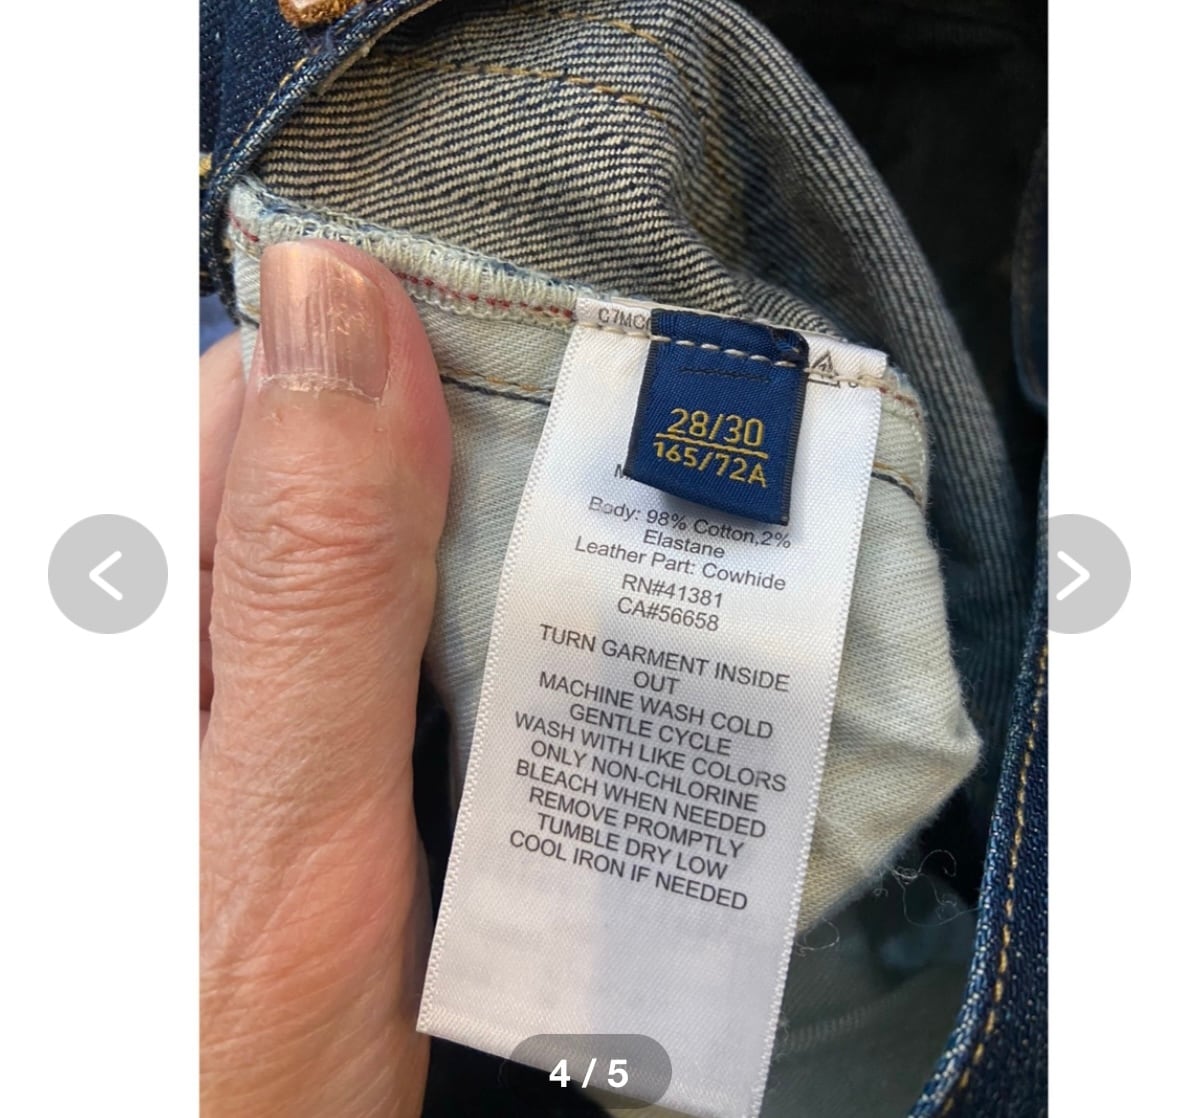 28/30
165/72A
Body: 98% Cotton,2%
Elastane
Leather Part: Cowhide
RN#41381
CA#56658
TURN GARMENT INSIDE
OUT
MACHINE WASH COLD
GENTLE CYCLE
WASH WITH LIKE COLORS
ONLY NON-CHLORINE
BLEACH WHEN NEEDED
REMOVE PROMPTLY
TUMBLE DRY LOW
COOL IRON IF NEEDED
4 / 5